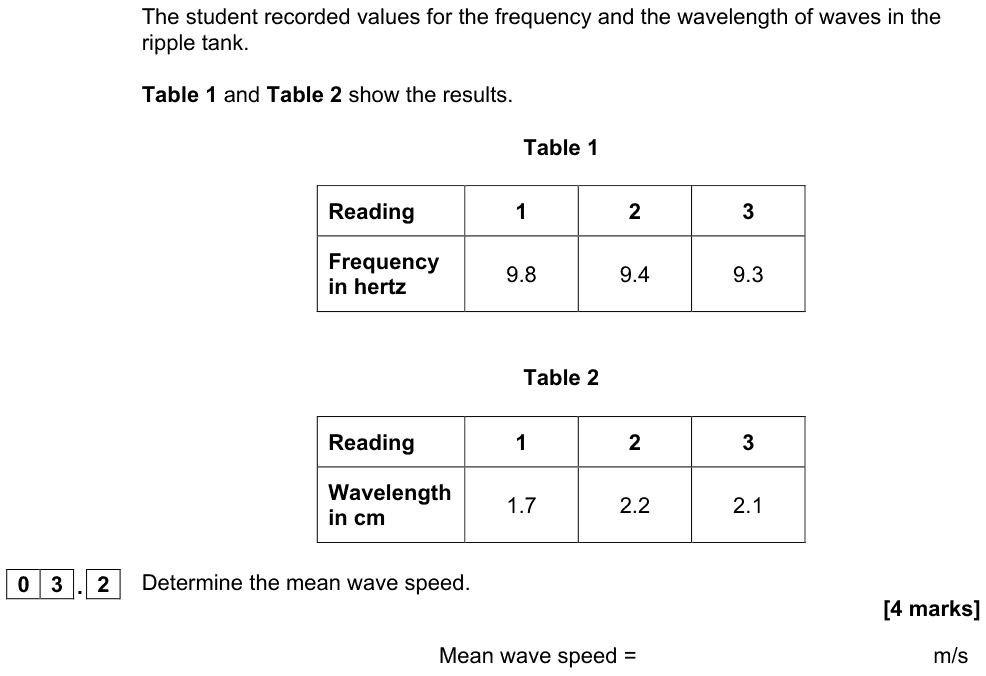 The student recorded values for the frequency and the wavelength of waves in the
ripple tank.
Table 1 and Table 2 show the results.
Table 1
Reading 1 2 3
Frequency
in hertz 9.8 9.4 9.3
Table 2
Reading 1 2 3
Wavelength
in cm 1.7 2.2 2.1
0 3 . 2 Determine the mean wave speed.
[4 marks]
Mean wave speed = m/s